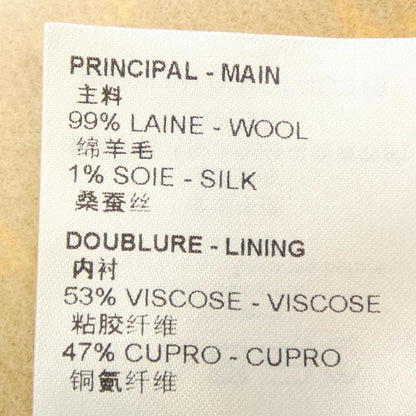 PRINCIPAL - MAIN
主料
99% LAINE - WOOL
绵羊毛
1% SOIE - SILK
桑蚕丝
DOUBLURE - LINING
内衬
53% VISCOSE - VISCOSE
粘胶纤维
47% CUPRO - CUPRO
铜氨纤维